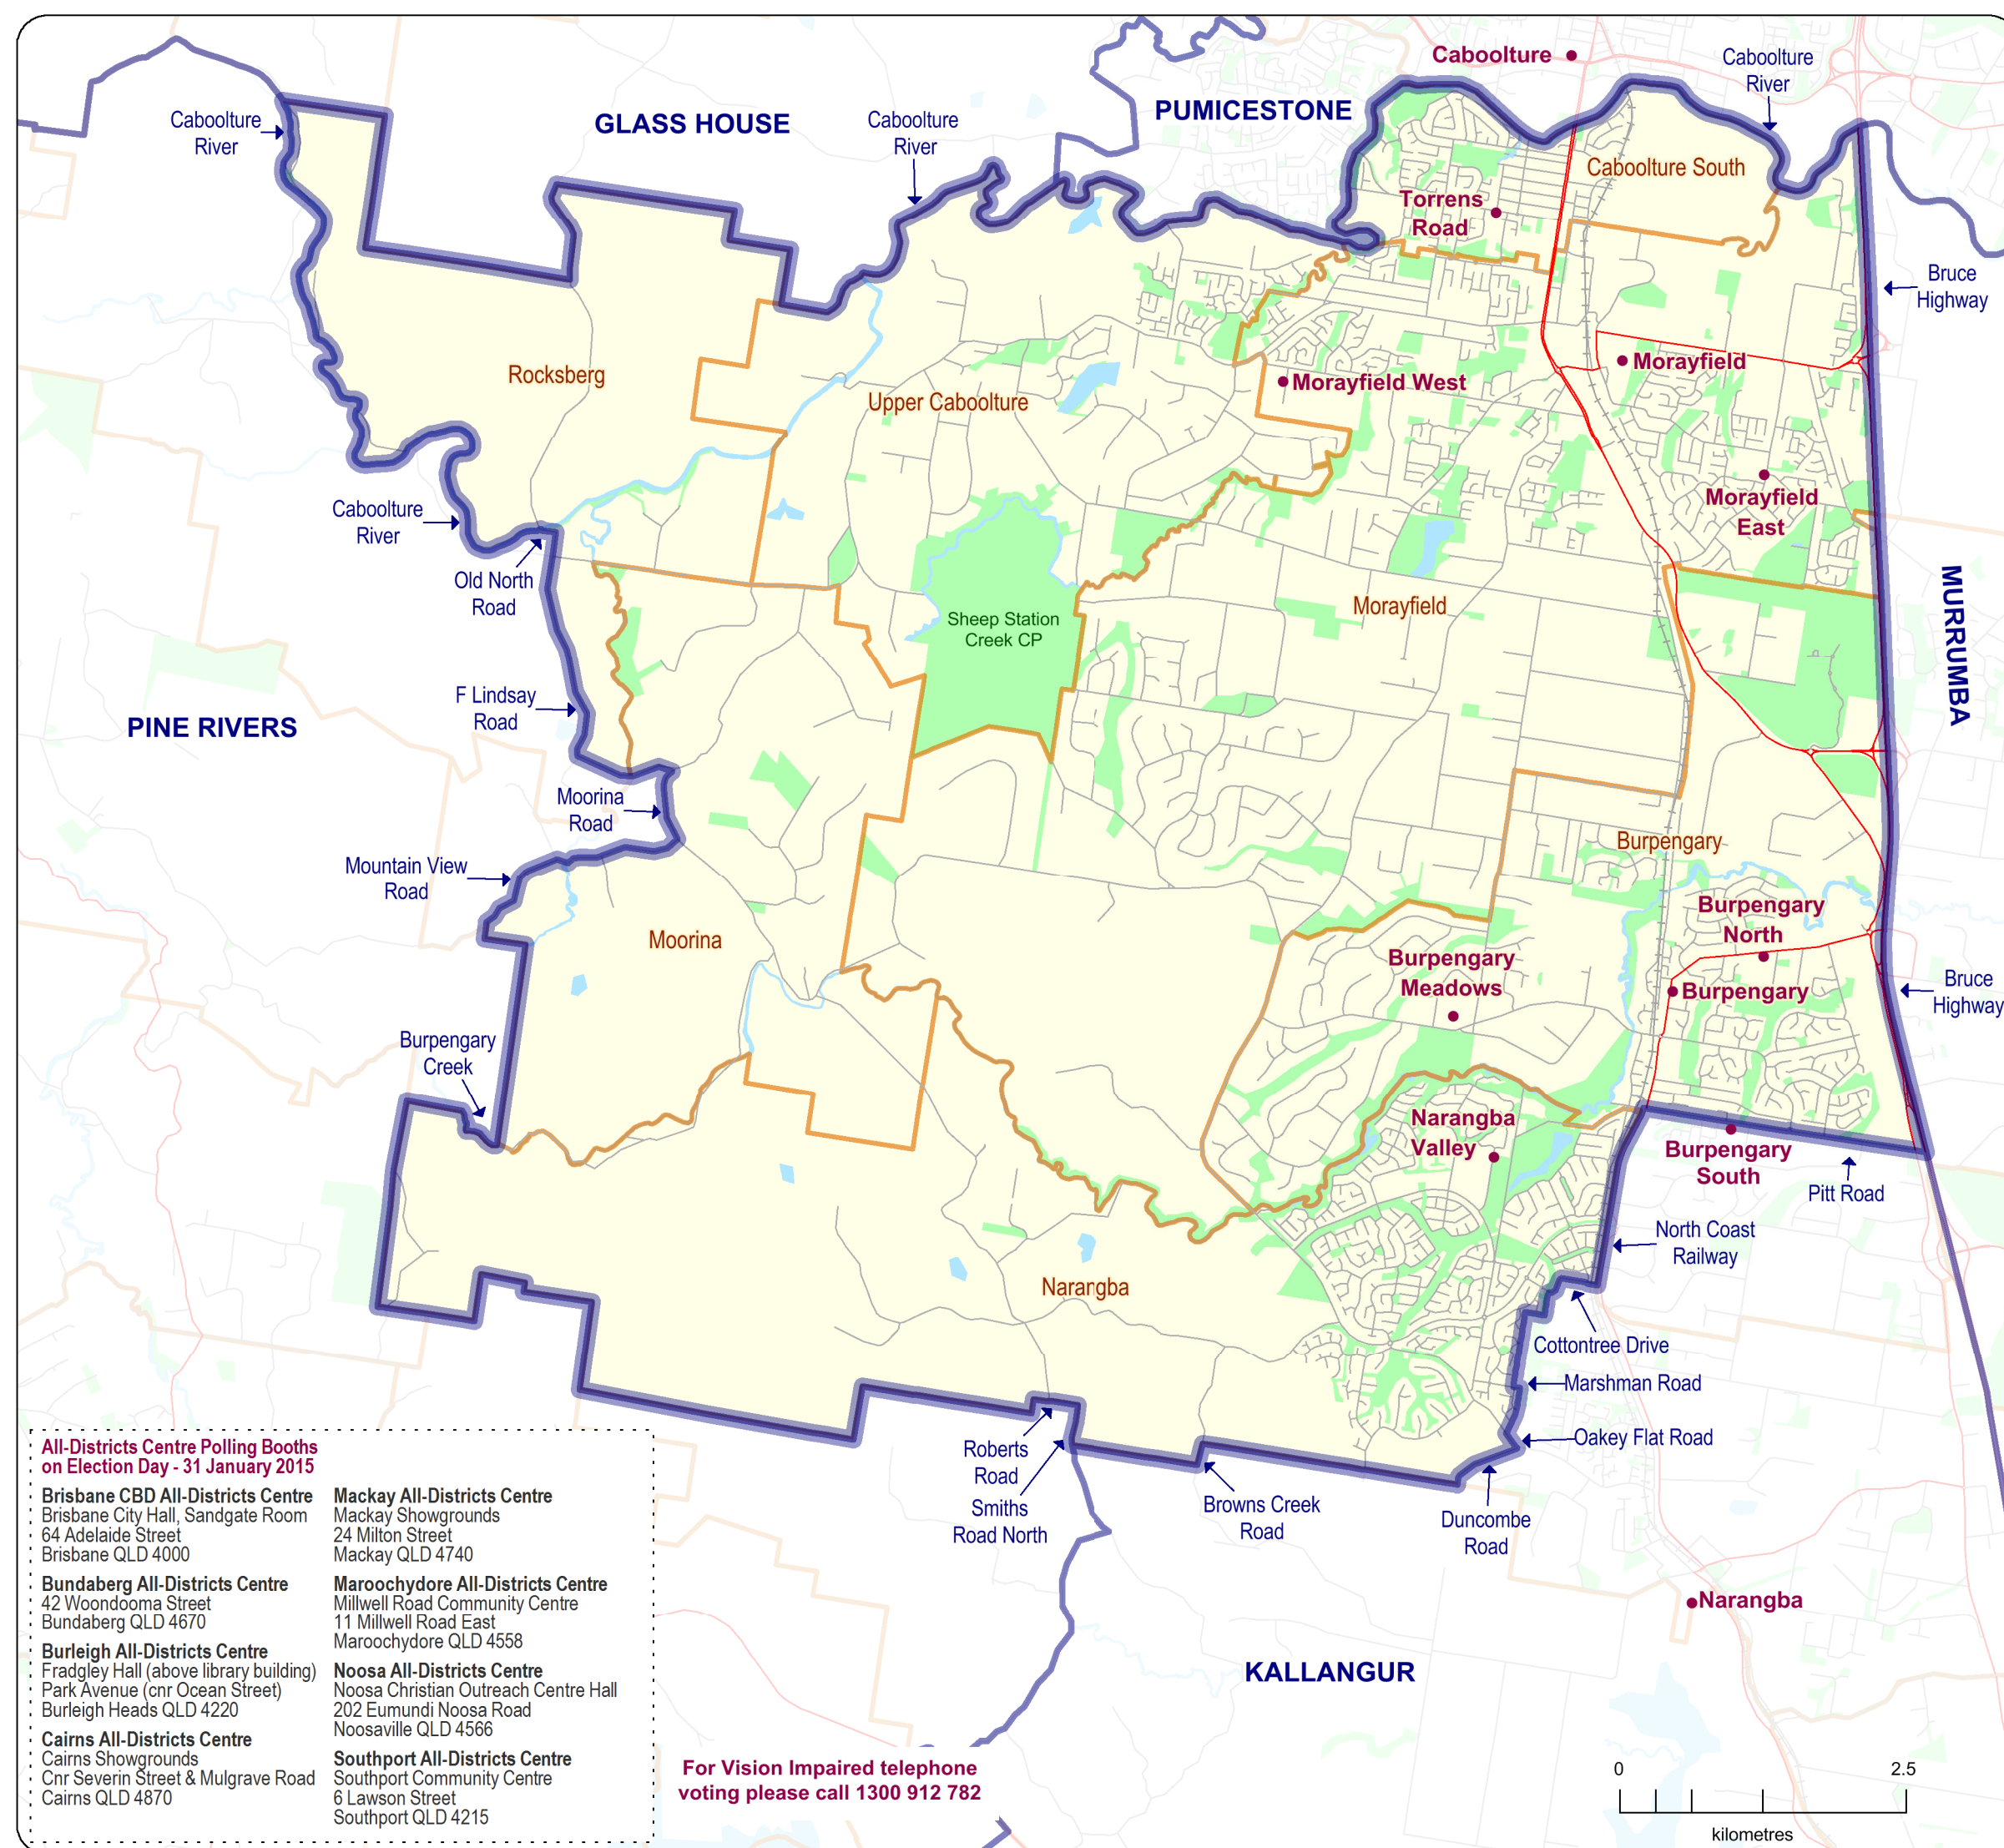 Caboolture
Caboolture
River
PUMICESTONE
GLASS HOUSE
Caboolture
River
Caboolture
River
Caboolture South
Torrens
Road
Bruce
Highway
Morayfield
Rocksberg
Morayfield West
Upper Caboolture
Morayfield
East
Caboolture
River
Old North
Road
MURRUMBA
Morayfield
Sheep Station
Creek CP
F Lindsay
Road
PINE RIVERS
Moorina
Road
Burpengary
Mountain View
Road
Burpengary
North
Moorina
Burpengary
Meadows
Burpengary
Bruce
Highway
Burpengary
Creek
Narangba
Valley
Burpengary
South
Pitt Road
North Coast
Railway
Narangba
Cottontree Drive
Marshman Road
Oakey Flat Road
Roberts
Road
Smiths
Road North
Browns Creek
Road
Duncombe
Road
Narangba
KALLANGUR
All-Districts Centre Polling Booths
on Election Day - 31 January 2015
Brisbane CBD All-Districts Centre
Brisbane City Hall, Sandgate Room
64 Adelaide Street
Brisbane QLD 4000
Bundaberg All-Districts Centre
42 Woondooma Street
Bundaberg QLD 4670
Burleigh All-Districts Centre
Fradgley Hall (above library building)
Park Avenue (cnr Ocean Street)
Burleigh Heads QLD 4220
Cairns All-Districts Centre
Cairns Showgrounds
Cnr Severin Street & Mulgrave Road
Cairns QLD 4870
Mackay All-Districts Centre
Mackay Showgrounds
24 Milton Street
Mackay QLD 4740
Maroochydore All-Districts Centre
Millwell Road Community Centre
11 Millwell Road East
Maroochydore QLD 4558
Noosa All-Districts Centre
Noosa Christian Outreach Centre Hall
202 Eumundi Noosa Road
Noosaville QLD 4566
Southport All-Districts Centre
Southport Community Centre
6 Lawson Street
Southport QLD 4215
For Vision Impaired telephone
voting please call 1300 912 782
0 2.5
kilometres